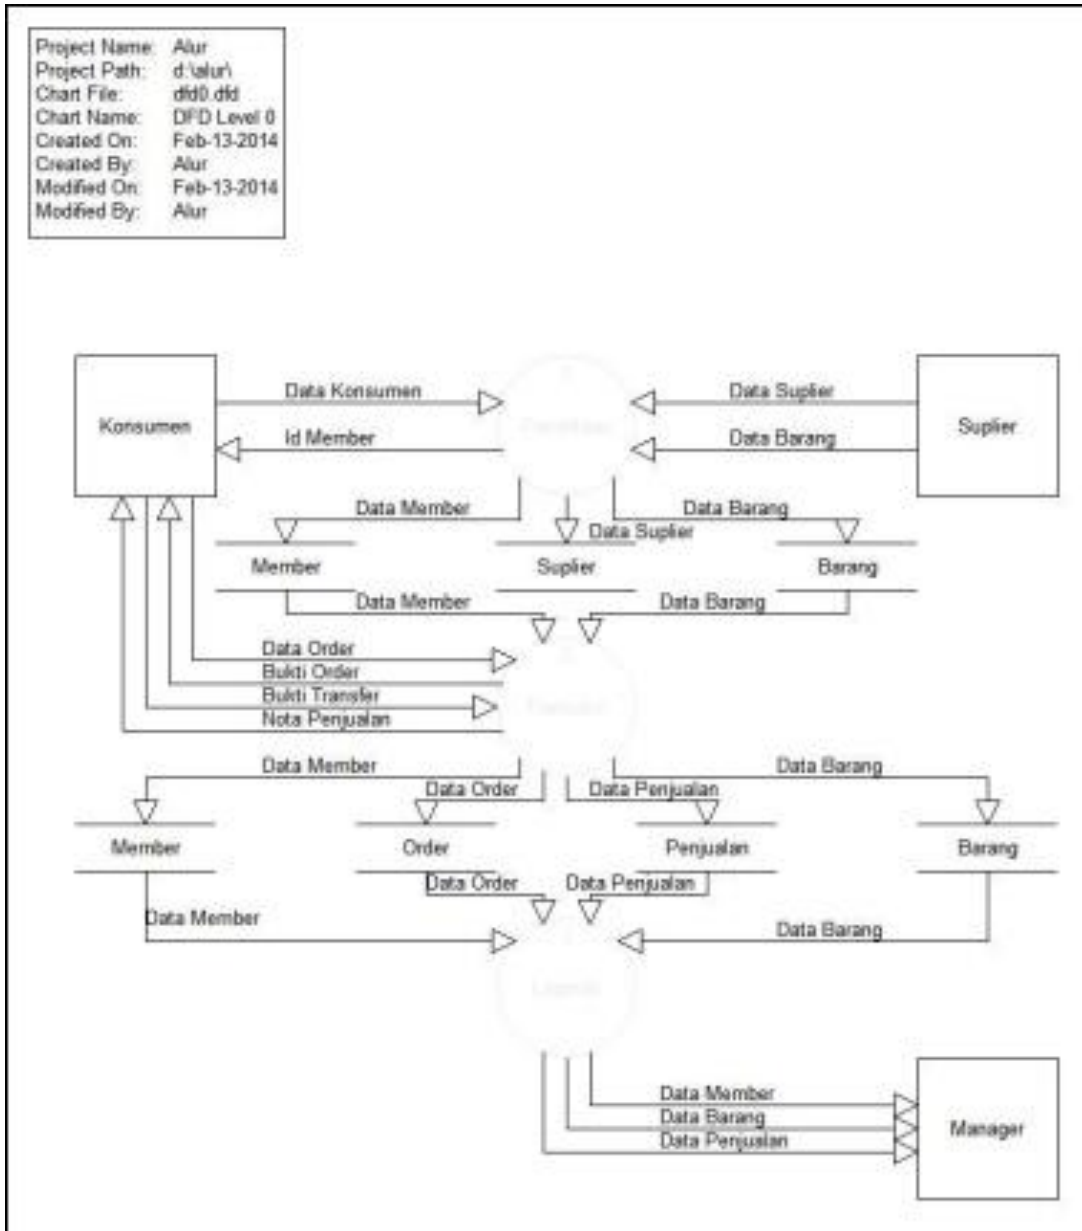 Project Name: Alur
Project Path: d:\alur\
Chart File: dfd0.dfd
Chart Name: DFD Level 0
Created On: Feb-13-2014
Created By: Alur
Modified On: Feb-13-2014
Modified By: Alur
Data Konsumen
Data Suplier
Konsumen
Suplier
Id Member
Data Barang
Data Member
Data Barang
Data Suplier
Member
Suplier
Barang
Data Member
Data Barang
Data Order
Bukti Order
Bukti Transfer
Nota Penjualan
Data Member
Data Barang
Data Order
Data Penjualan
Member
Order
Penjualan
Barang
Data Order
Data Penjualan
Data Member
Data Barang
Data Member
Data Barang
Data Penjualan
Manager